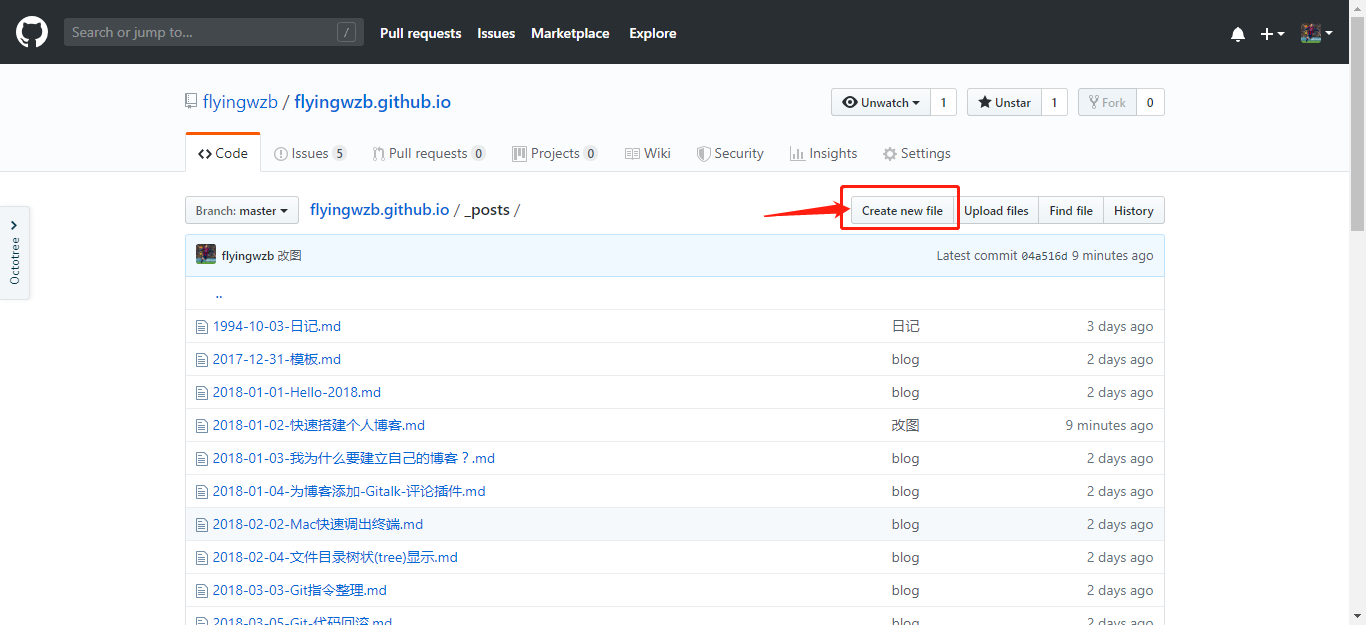 Search or jump to... / Pull requests Issues Marketplace Explore
flyingwzb / flyingwzb.github.io Unwatch 1 Unstar 1 Fork 0
Code Issues 5 Pull requests 0 Projects 0 Wiki Security Insights Settings
Branch: master flyingwzb.github.io / _posts / Create new file Upload files Find file History
Octotree
flyingwzb 改图 Latest commit 04a516d 9 minutes ago
..
1994-10-03-日记.md 日记 3 days ago
2017-12-31-模板.md blog 2 days ago
2018-01-01-Hello-2018.md blog 2 days ago
2018-01-02-快速搭建个人博客.md 改图 9 minutes ago
2018-01-03-我为什么要建立自己的博客？.md blog 2 days ago
2018-01-04-为博客添加-Gitalk-评论插件.md blog 2 days ago
2018-02-02-Mac快速调出终端.md blog 2 days ago
2018-02-04-文件目录树状(tree)显示.md blog 2 days ago
2018-03-03-Git指令整理.md blog 2 days ago
2018-03-05-Git-代码回滚.md blog 2 days ago